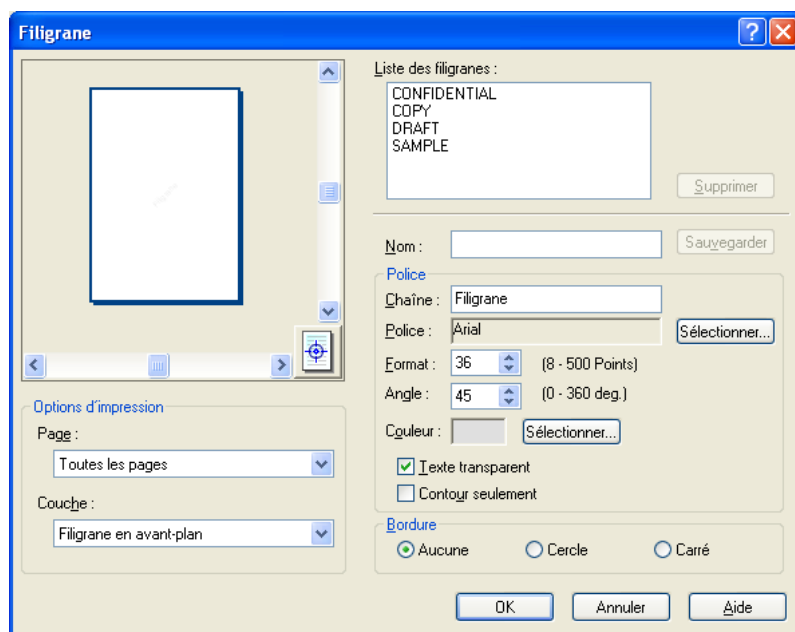 Filigrane
Filigrane
Options d'impression
Page :
Toutes les pages
Couche :
Filigrane en avant-plan
Liste des filigranes :
CONFIDENTIAL
COPY
DRAFT
SAMPLE
Supprimer
Nom :
Sauvegarder
Police
Chaîne : Filigrane
Police : Arial Sélectionner...
Format : 36 (8 - 500 Points)
Angle : 45 (0 - 360 deg.)
Couleur : Sélectionner...
Texte transparent
Contour seulement
Bordure
Aucune Cercle Carré
OK Annuler Aide